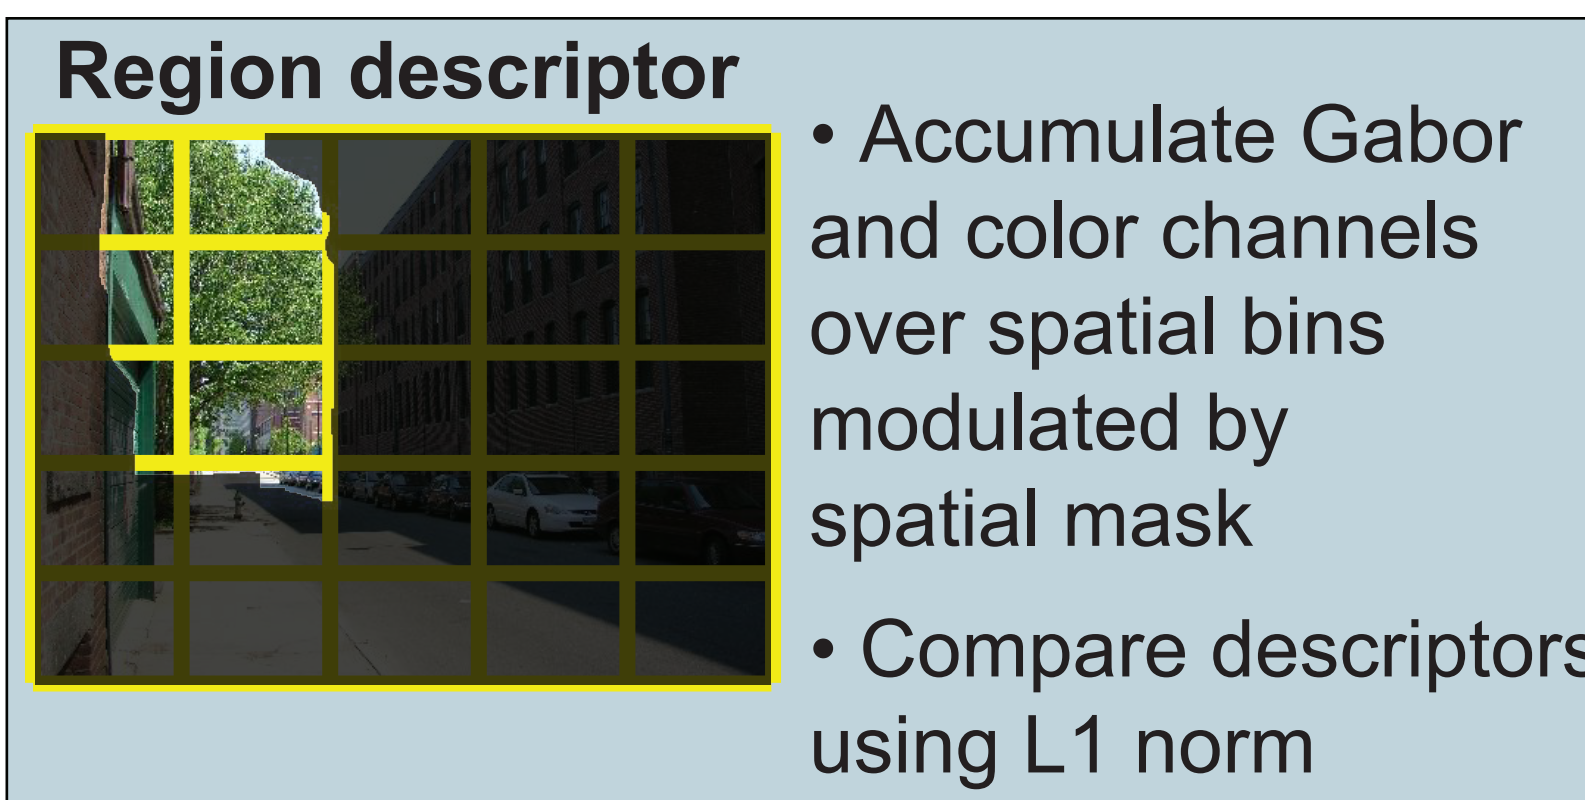 Region descriptor
• Accumulate Gabor
and color channels
over spatial bins
modulated by
spatial mask
• Compare descriptors
using L1 norm